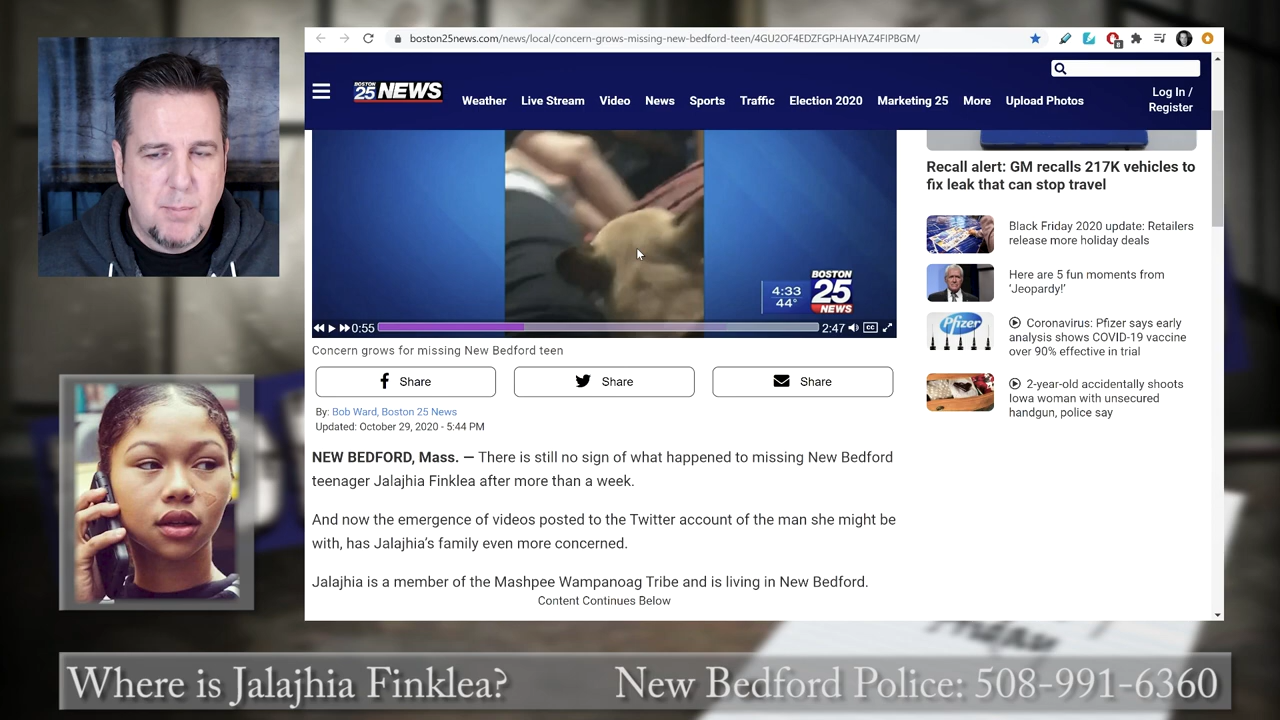 boston25news.com/news/local/concern-grows-missing-new-bedford-teen/4GU2OF4EDZFGPHAHYAZ4FIPBGM/
BOSTON 25 NEWS
Weather Live Stream Video News Sports Traffic Election 2020 Marketing 25 More Upload Photos
Log In /
Register
4:33
44°
BOSTON
25
NEWS
0:55
2:47
CC
Concern grows for missing New Bedford teen
Share
Share
Share
By: Bob Ward, Boston 25 News
Updated: October 29, 2020 - 5:44 PM
NEW BEDFORD, Mass. — There is still no sign of what happened to missing New Bedford
teenager Jalajhia Finklea after more than a week.
And now the emergence of videos posted to the Twitter account of the man she might be
with, has Jalajhia’s family even more concerned.
Jalajhia is a member of the Mashpee Wampanoag Tribe and is living in New Bedford.
Content Continues Below
Recall alert: GM recalls 217K vehicles to
fix leak that can stop travel
Black Friday 2020 update: Retailers
release more holiday deals
Here are 5 fun moments from
‘Jeopardy!’
Pfizer
Coronavirus: Pfizer says early
analysis shows COVID-19 vaccine
over 90% effective in trial
2-year-old accidentally shoots
Iowa woman with unsecured
handgun, police say
Friday
Where is Jalajhia Finklea?
New Bedford Police: 508-991-6360